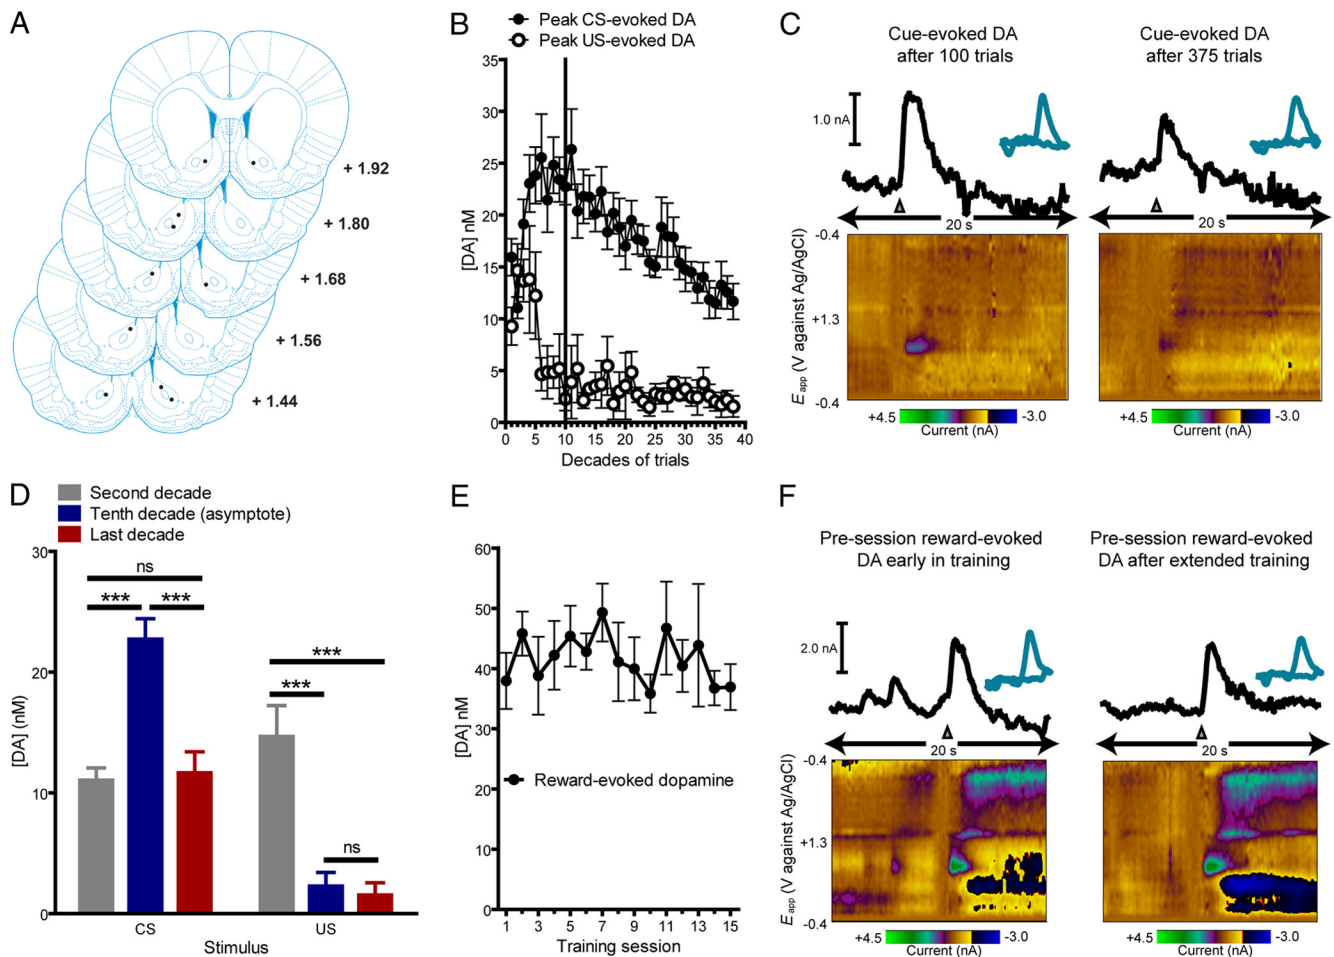 A
+ 1.92
+ 1.80
+ 1.68
+ 1.56
+ 1.44
B
Peak CS-evoked DA
Peak US-evoked DA
[DA] nM
35
30
25
20
15
10
5
0
0 5 10 15 20 25 30 35 40
Decades of trials
C
Cue-evoked DA
after 100 trials
Cue-evoked DA
after 375 trials
1.0 nA
20 s
20 s
Eapp (V against Ag/AgCl)
-0.4
+1.3
-0.4
+4.5 -3.0
Current (nA)
+4.5 -3.0
Current (nA)
D
Second decade
Tenth decade (asymptote)
Last decade
[DA] (nM)
30
20
10
0
ns
*** ***
***
***
ns
CS US
Stimulus
E
[DA] nM
60
50
40
30
20
10
0
Reward-evoked dopamine
1 3 5 7 9 11 13 15
Training session
F
Pre-session reward-evoked
DA early in training
Pre-session reward-evoked
DA after extended training
2.0 nA
20 s
20 s
Eapp (V against Ag/AgCl)
-0.4
+1.3
-0.4
+4.5 -3.0
Current (nA)
+4.5 -3.0
Current (nA)